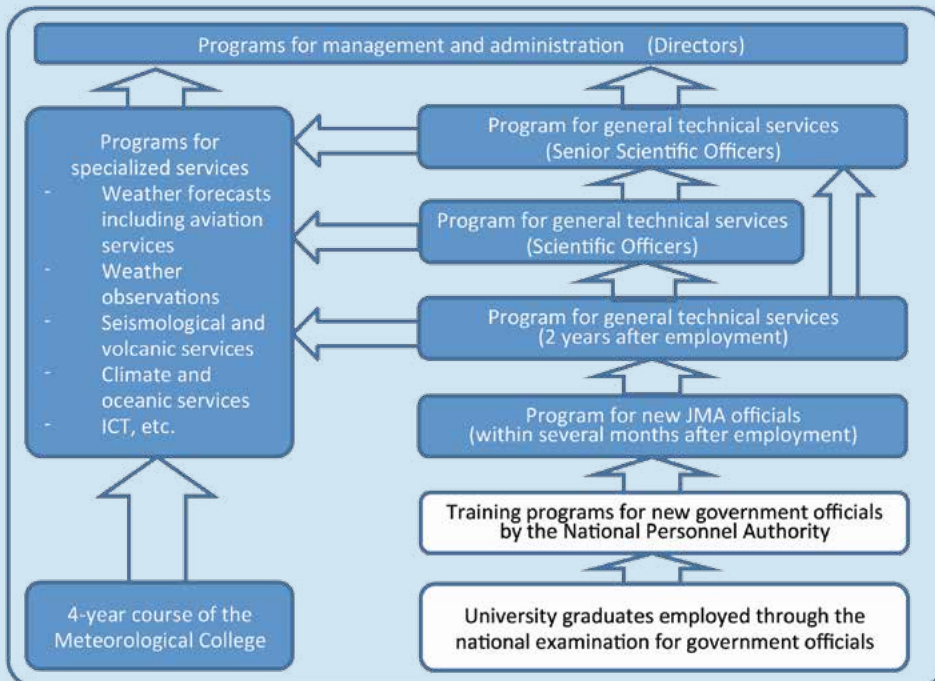 Programs for management and administration (Directors)
Programs for
specialized services
- Weather forecasts
including aviation
services
- Weather
observations
- Seismological and
volcanic services
- Climate and
oceanic services
- ICT, etc.
Program for general technical services
(Senior Scientific Officers)
Program for general technical services
(Scientific Officers)
Program for general technical services
(2 years after employment)
Program for new JMA officials
(within several months after employment)
Training programs for new government officials
by the National Personnel Authority
4-year course of the
Meteorological College
University graduates employed through the
national examination for government officials